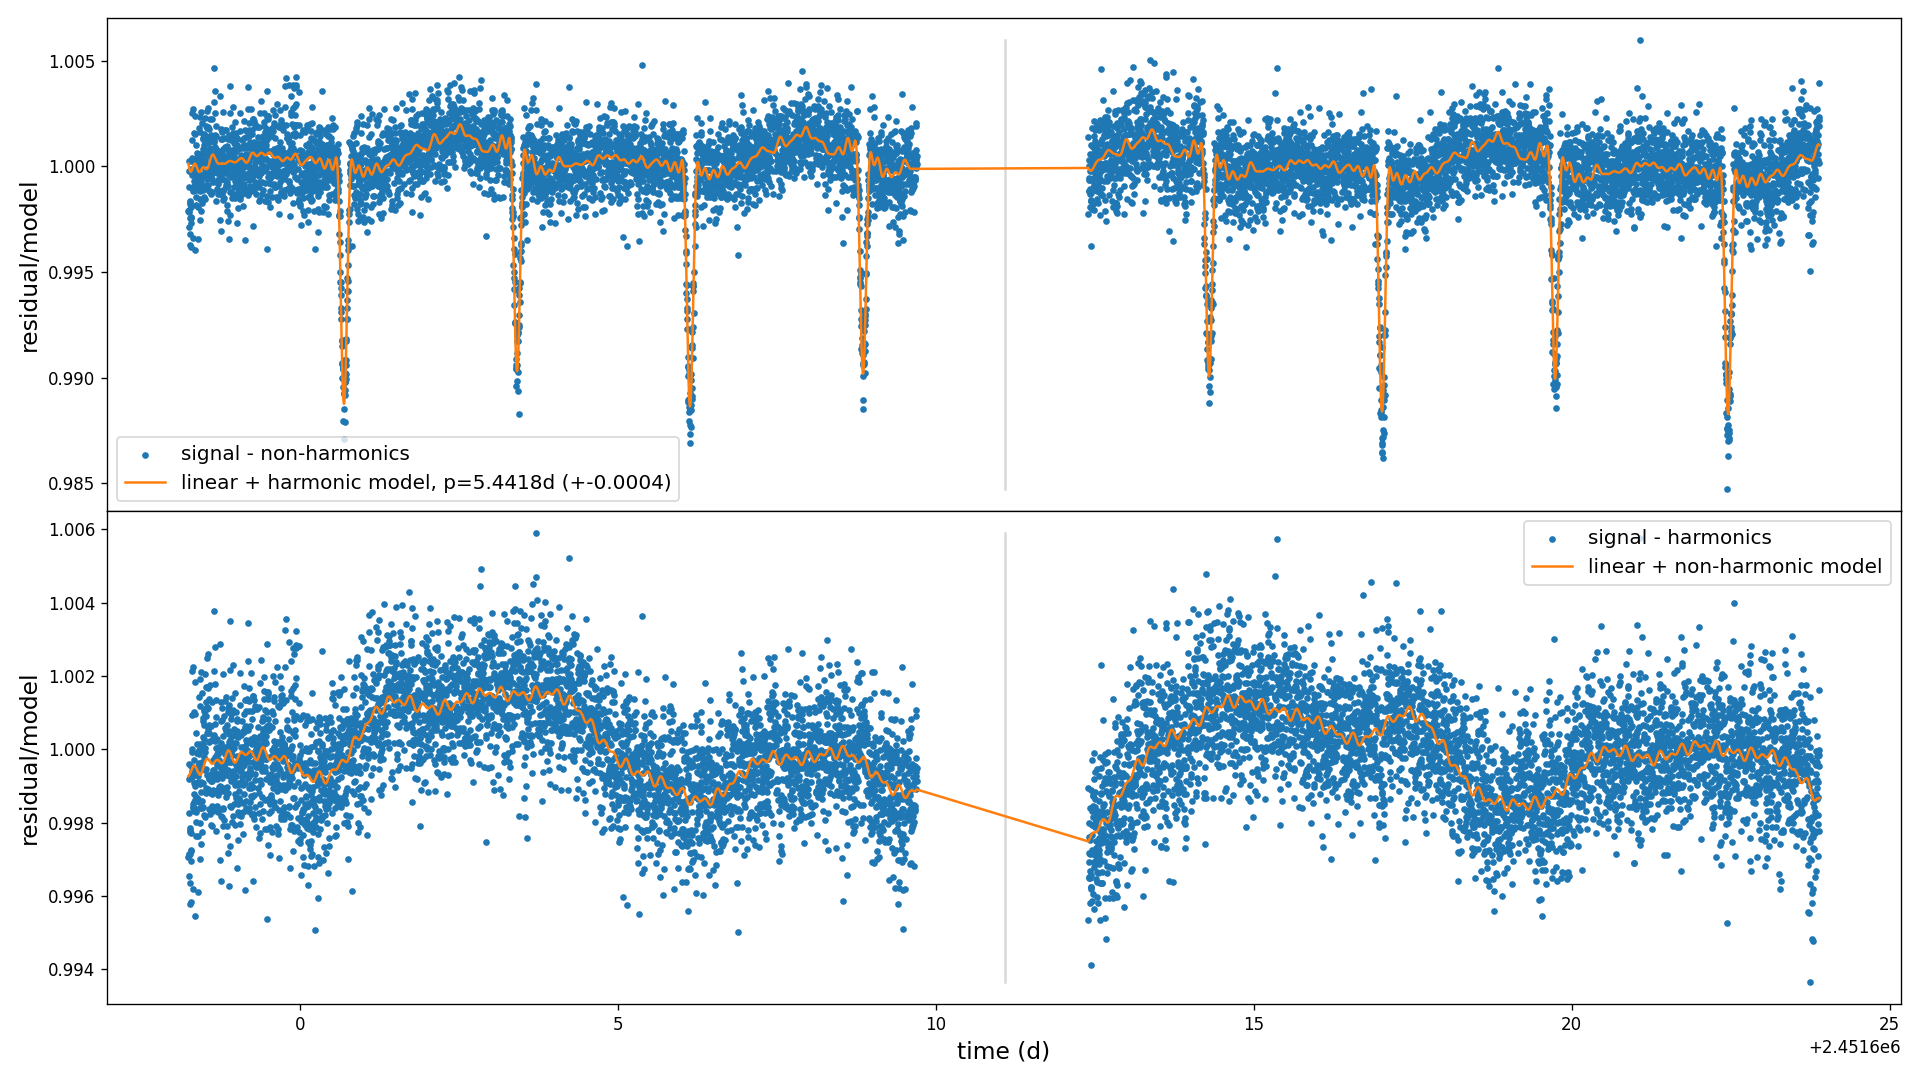 1.005
1.000
0.995
0.990
0.985
residual/model
signal - non-harmonics
linear + harmonic model, p=5.4418d (+-0.0004)
1.006
1.004
1.002
1.000
0.998
0.996
0.994
residual/model
signal - harmonics
linear + non-harmonic model
0
5
10
15
20
25
time (d)
+2.4516e6